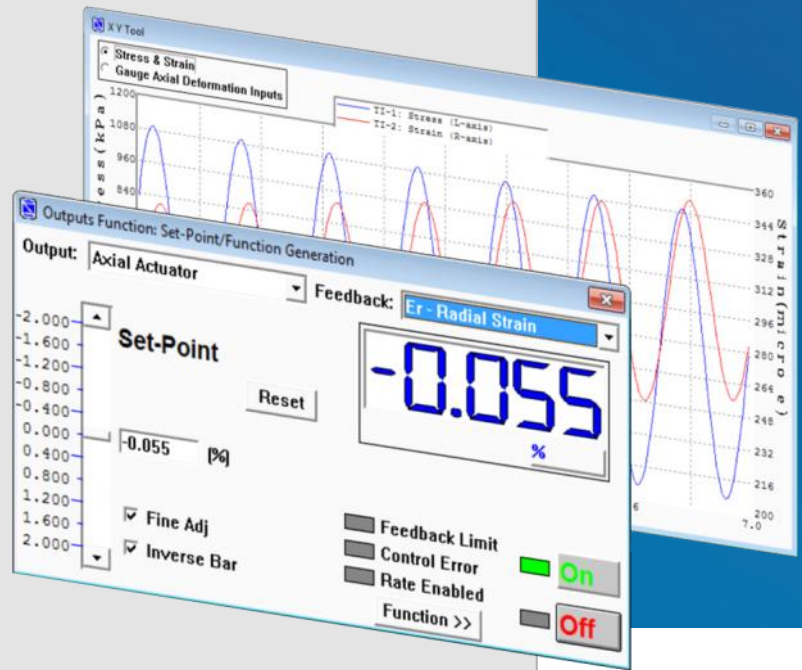 X Y Tool
Stress & Strain
Gauge Axial Deformation Inputs
TI-1: Stress (L-axis)
TI-2: Strain (R-axis)
1200
1080
960
840
(kPa)
360
344
328
312
296
280
264
248
232
216
200
Strain(micro e)
6
7.0
Outputs Function: Set-Point/Function Generation
Output: Axial Actuator
Feedback: Er - Radial Strain
-2.000
-1.600
-1.200
-0.800
-0.400
0.000
0.400
0.800
1.200
1.600
2.000
Set-Point
Reset
-0.055 (%)
-0.055
%
Fine Adj
Inverse Bar
Feedback Limit
Control Error
Rate Enabled
Function >>
On
Off